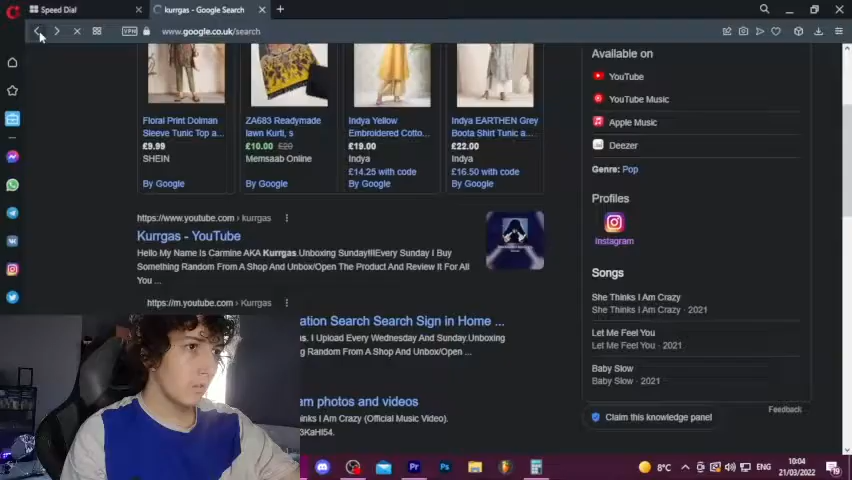 Speed Dial
kurrgas - Google Search
VPN
www.google.co.uk/search
Floral Print Dolman
Sleeve Tunic Top a...
£9.99
SHEIN
By Google
ZA683 Readymade
lawn Kurti, s
£10.00 £20
Memsaab Online
By Google
Indya Yellow
Embroidered Cotto...
£19.00
Indya
£14.25 with code
By Google
Indya EARTHEN Grey
Boota Shirt Tunic a...
£22.00
Indya
£16.50 with code
By Google
https://www.youtube.com › kurrgas
Kurrgas - YouTube
Hello My Name Is Carmine AKA Kurrgas.Unboxing Sunday!!!Every Sunday I Buy
Something Random From A Shop And Unbox/Open The Product And Review It For All
You ...
https://m.youtube.com › Kurrgas
ation Search Search Sign in Home ...
as. I Upload Every Wednesday And Sunday.Unboxing
ng Random From A Shop And Unbox/Open ...
am photos and videos
inks I Am Crazy (Official Music Video).
3KaHI54.
Available on
YouTube
YouTube Music
Apple Music
Deezer
Genre: Pop
Profiles
Instagram
Songs
She Thinks I Am Crazy
She Thinks I Am Crazy · 2021
Let Me Feel You
Let Me Feel You · 2021
Baby Slow
Baby Slow · 2021
Claim this knowledge panel
Feedback
Pr
Ps
8°C
ENG
10:04
21/03/2022